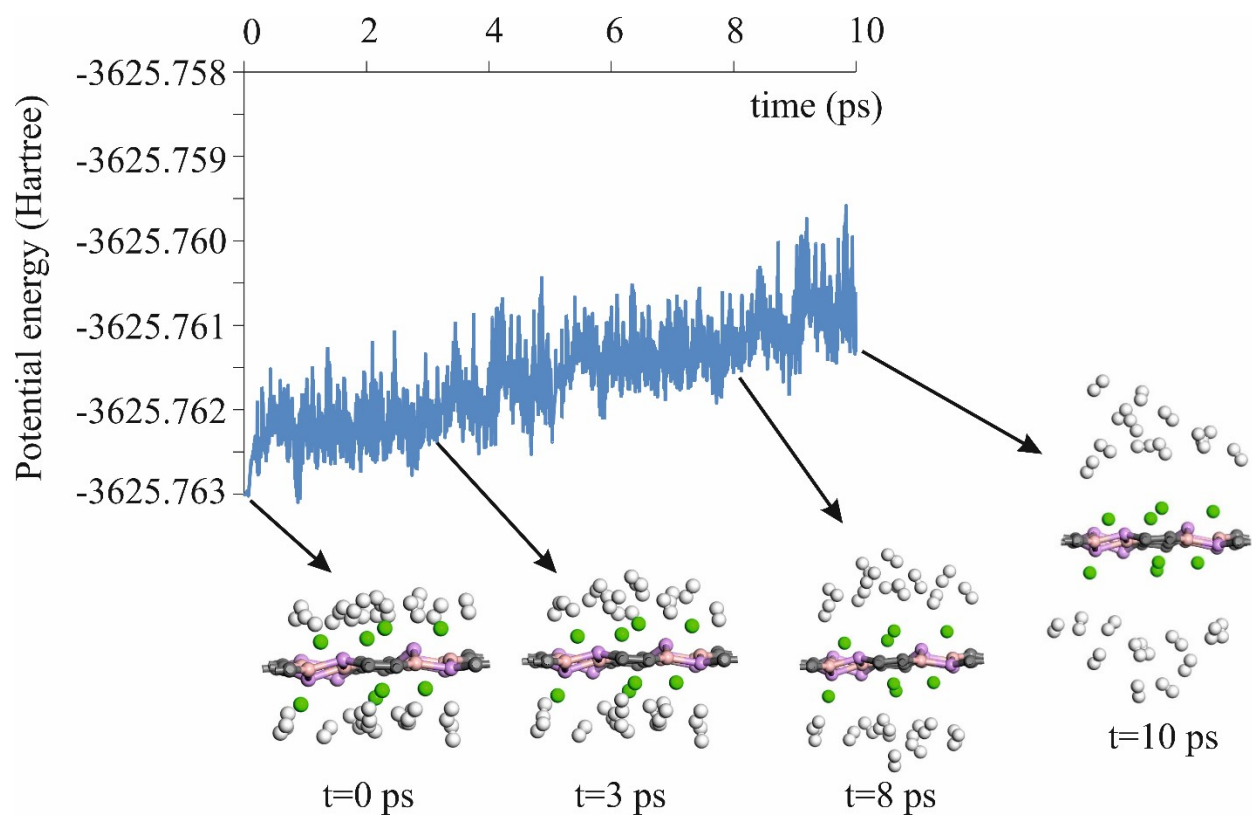 0 2 4 6 8 10
time (ps)
Potential energy (Hartree)
-3625.758
-3625.759
-3625.760
-3625.761
-3625.762
-3625.763
t=0 ps
t=3 ps
t=8 ps
t=10 ps